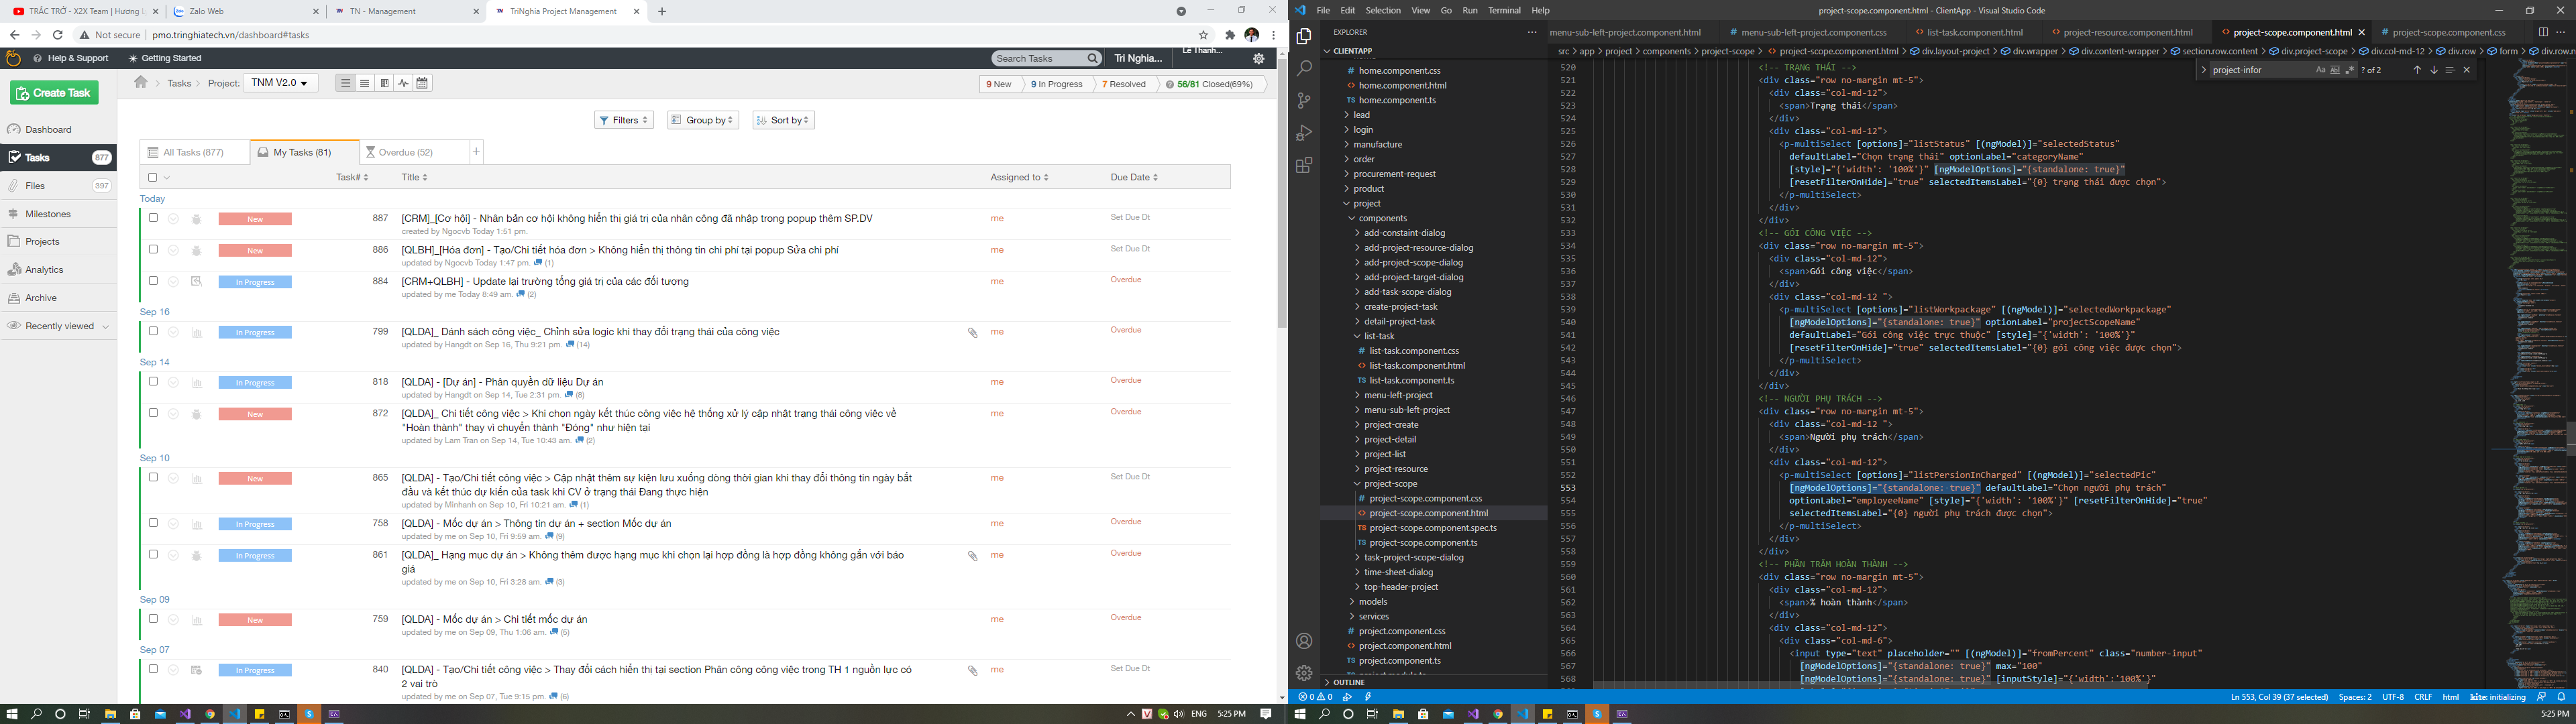 TRẮC TRỞ - X2X Team | Hương L
Zalo Web
TN - Management
TriNghia Project Management
Not secure | pmo.tringhiatech.vn/dashboard#tasks
Help & Support
Getting Started
Search Tasks
Tri Nghia...
Le Thanh...
Create Task
Tasks
Project:
TNM V2.0
9 New
9 In Progress
7 Resolved
56/81 Closed(69%)
Filters
Group by
Sort by
Dashboard
Tasks 877
Files 397
Milestones
Projects
Analytics
Archive
Recently viewed
All Tasks (877)
My Tasks (81)
Overdue (52)
+
Task#
Title
Assigned to
Due Date
Today
New 887 [CRM]_[Cơ hội] - Nhân bản cơ hội không hiển thị giá trị của nhân công đã nhập trong popup thêm SP.DV me Set Due Dt
created by Ngocvb Today 1:51 pm.
New 886 [QLBH]_[Hóa đơn] - Tạo/Chi tiết hóa đơn > Không hiển thị thông tin chi phí tại popup Sửa chi phí me Set Due Dt
updated by Ngocvb Today 1:47 pm. (1)
In Progress 884 [CRM+QLBH] - Update lại trường tổng giá trị của các đối tượng me Overdue
updated by me Today 8:49 am. (2)
Sep 16
In Progress 799 [QLDA]_ Dánh sách công việc_ Chỉnh sửa logic khi thay đổi trạng thái của công việc me Overdue
updated by Hangdt on Sep 16, Thu 9:21 pm. (14)
Sep 14
In Progress 818 [QLDA] - [Dự án] - Phân quyền dữ liệu Dự án me Overdue
updated by Hangdt on Sep 14, Tue 2:31 pm. (8)
New 872 [QLDA]_ Chi tiết công việc > Khi chọn ngày kết thúc công việc hệ thống xử lý cập nhật trạng thái công việc về me Overdue
"Hoàn thành" thay vì chuyển thành "Đóng" như hiện tại
updated by Lam Tran on Sep 14, Tue 10:43 am. (2)
Sep 10
New 865 [QLDA] - Tạo/Chi tiết công việc > Cập nhật thêm sự kiện lưu xuống dòng thời gian khi thay đổi thông tin ngày bắt me Set Due Dt
đầu và kết thúc dự kiến của task khi CV ở trạng thái Đang thực hiện
updated by Minhanh on Sep 10, Fri 10:21 am. (1)
In Progress 758 [QLDA] - Mốc dự án > Thông tin dự án + section Mốc dự án me Overdue
updated by me on Sep 10, Fri 9:59 am. (9)
In Progress 861 [QLDA]_ Hạng mục dự án > Không thêm được hạng mục khi chọn lại hợp đồng là hợp đồng không gắn với báo me Overdue
giá
updated by me on Sep 10, Fri 3:28 am. (3)
Sep 09
New 759 [QLDA] - Mốc dự án > Chi tiết mốc dự án me Overdue
updated by me on Sep 09, Thu 1:06 am. (5)
Sep 07
In Progress 840 [QLDA] - Tạo/Chi tiết công việc > Thay đổi cách hiển thị tại section Phân công công việc trong TH 1 nguồn lực có me Set Due Dt
2 vai trò
updated by me on Sep 07, Tue 9:15 pm. (6)
ENG 5:25 PM
File Edit Selection View Go Run Terminal Help
project-scope.component.html - ClientApp - Visual Studio Code
EXPLORER
menu-sub-left-project.component.html
menu-sub-left-project.component.css
list-task.component.html
project-resource.component.html
project-scope.component.html
project-scope.component.css
src > app > project > components > project-scope > project-scope.component.html > div.layout-project > div.wrapper > div.content-wrapper > section.row.content > div.project-scope > div.col-md-12 > div.row > form > div.row.n
project-infor
? of 2
CLIENTAPP
home.component.css
home.component.html
home.component.ts
lead
login
manufacture
order
procurement-request
product
project
components
add-constaint-dialog
add-project-resource-dialog
add-project-scope-dialog
add-project-target-dialog
add-task-scope-dialog
create-project-task
detail-project-task
list-task
list-task.component.css
list-task.component.html
list-task.component.ts
menu-left-project
menu-sub-left-project
project-create
project-detail
project-list
project-resource
project-scope
project-scope.component.css
project-scope.component.html
project-scope.component.spec.ts
project-scope.component.ts
task-project-scope-dialog
time-sheet-dialog
top-header-project
models
services
project.component.css
project.component.html
project.component.ts
OUTLINE
520 <!-- TRẠNG THÁI -->
521 <div class="row no-margin mt-5">
522 <div class="col-md-12">
523 <span>Trạng thái</span>
524 </div>
525 <div class="col-md-12">
526 <p-multiSelect [options]="listStatus" [(ngModel)]="selectedStatus"
527 defaultLabel="Chọn trạng thái" optionLabel="categoryName"
528 [style]="{'width': '100%'}" [ngModelOptions]="{standalone: true}"
529 [resetFilterOnHide]="true" selectedItemsLabel="{0} trạng thái được chọn">
530 </p-multiSelect>
531 </div>
532 </div>
533 <!-- GÓI CÔNG VIỆC -->
534 <div class="row no-margin mt-5">
535 <div class="col-md-12">
536 <span>Gói công việc</span>
537 </div>
538 <div class="col-md-12 ">
539 <p-multiSelect [options]="listWorkpackage" [(ngModel)]="selectedWorkpackage"
540 [ngModelOptions]="{standalone: true}" optionLabel="projectScopeName"
541 defaultLabel="Gói công việc trực thuộc" [style]="{'width': '100%'}"
542 [resetFilterOnHide]="true" selectedItemsLabel="{0} gói công việc được chọn">
543 </p-multiSelect>
544 </div>
545 </div>
546 <!-- NGƯỜI PHỤ TRÁCH -->
547 <div class="row no-margin mt-5">
548 <div class="col-md-12 ">
549 <span>Người phụ trách</span>
550 </div>
551 <div class="col-md-12">
552 <p-multiSelect [options]="listPersionInCharged" [(ngModel)]="selectedPic"
553 [ngModelOptions]="{standalone: true}" defaultLabel="Chọn người phụ trách"
554 optionLabel="employeeName" [style]="{'width': '100%'}" [resetFilterOnHide]="true"
555 selectedItemsLabel="{0} người phụ trách được chọn">
556 </p-multiSelect>
557 </div>
558 </div>
559 <!-- PHẦN TRĂM HOÀN THÀNH -->
560 <div class="row no-margin mt-5">
561 <div class="col-md-12">
562 <span>% hoàn thành</span>
563 </div>
564 <div class="col-md-12">
565 <div class="col-md-6">
566 <input type="text" placeholder="" [(ngModel)]="fromPercent" class="number-input"
567 [ngModelOptions]="{standalone: true}" max="100"
568 [ngModelOptions]="{standalone: true}" [inputStyle]="{'width':'100%'}"
0 0
Ln 553, Col 39 (37 selected) Spaces: 2 UTF-8 CRLF html kite: initializing
5:25 PM